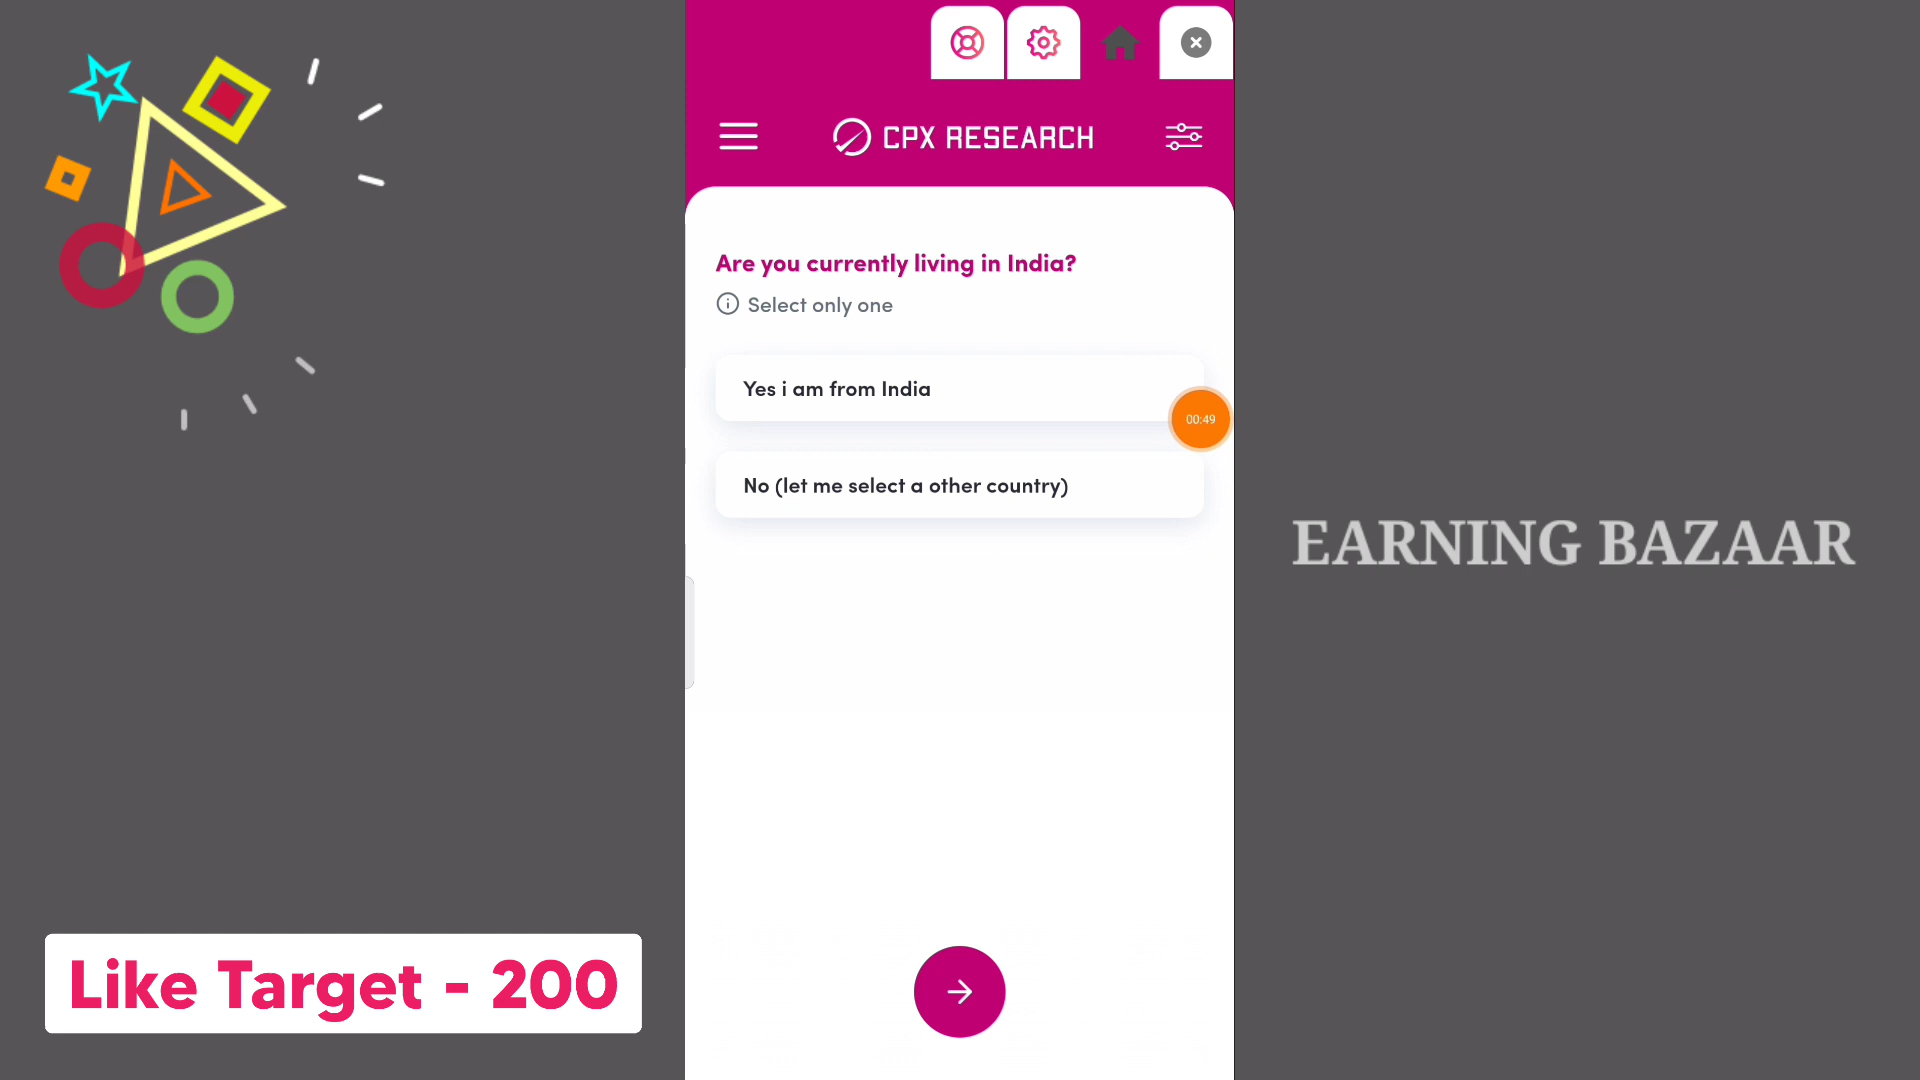 CPX RESEARCH
Are you currently living in India?
Select only one
Yes i am from India
00:49
No (let me select a other country)
EARNING BAZAAR
Like Target - 200